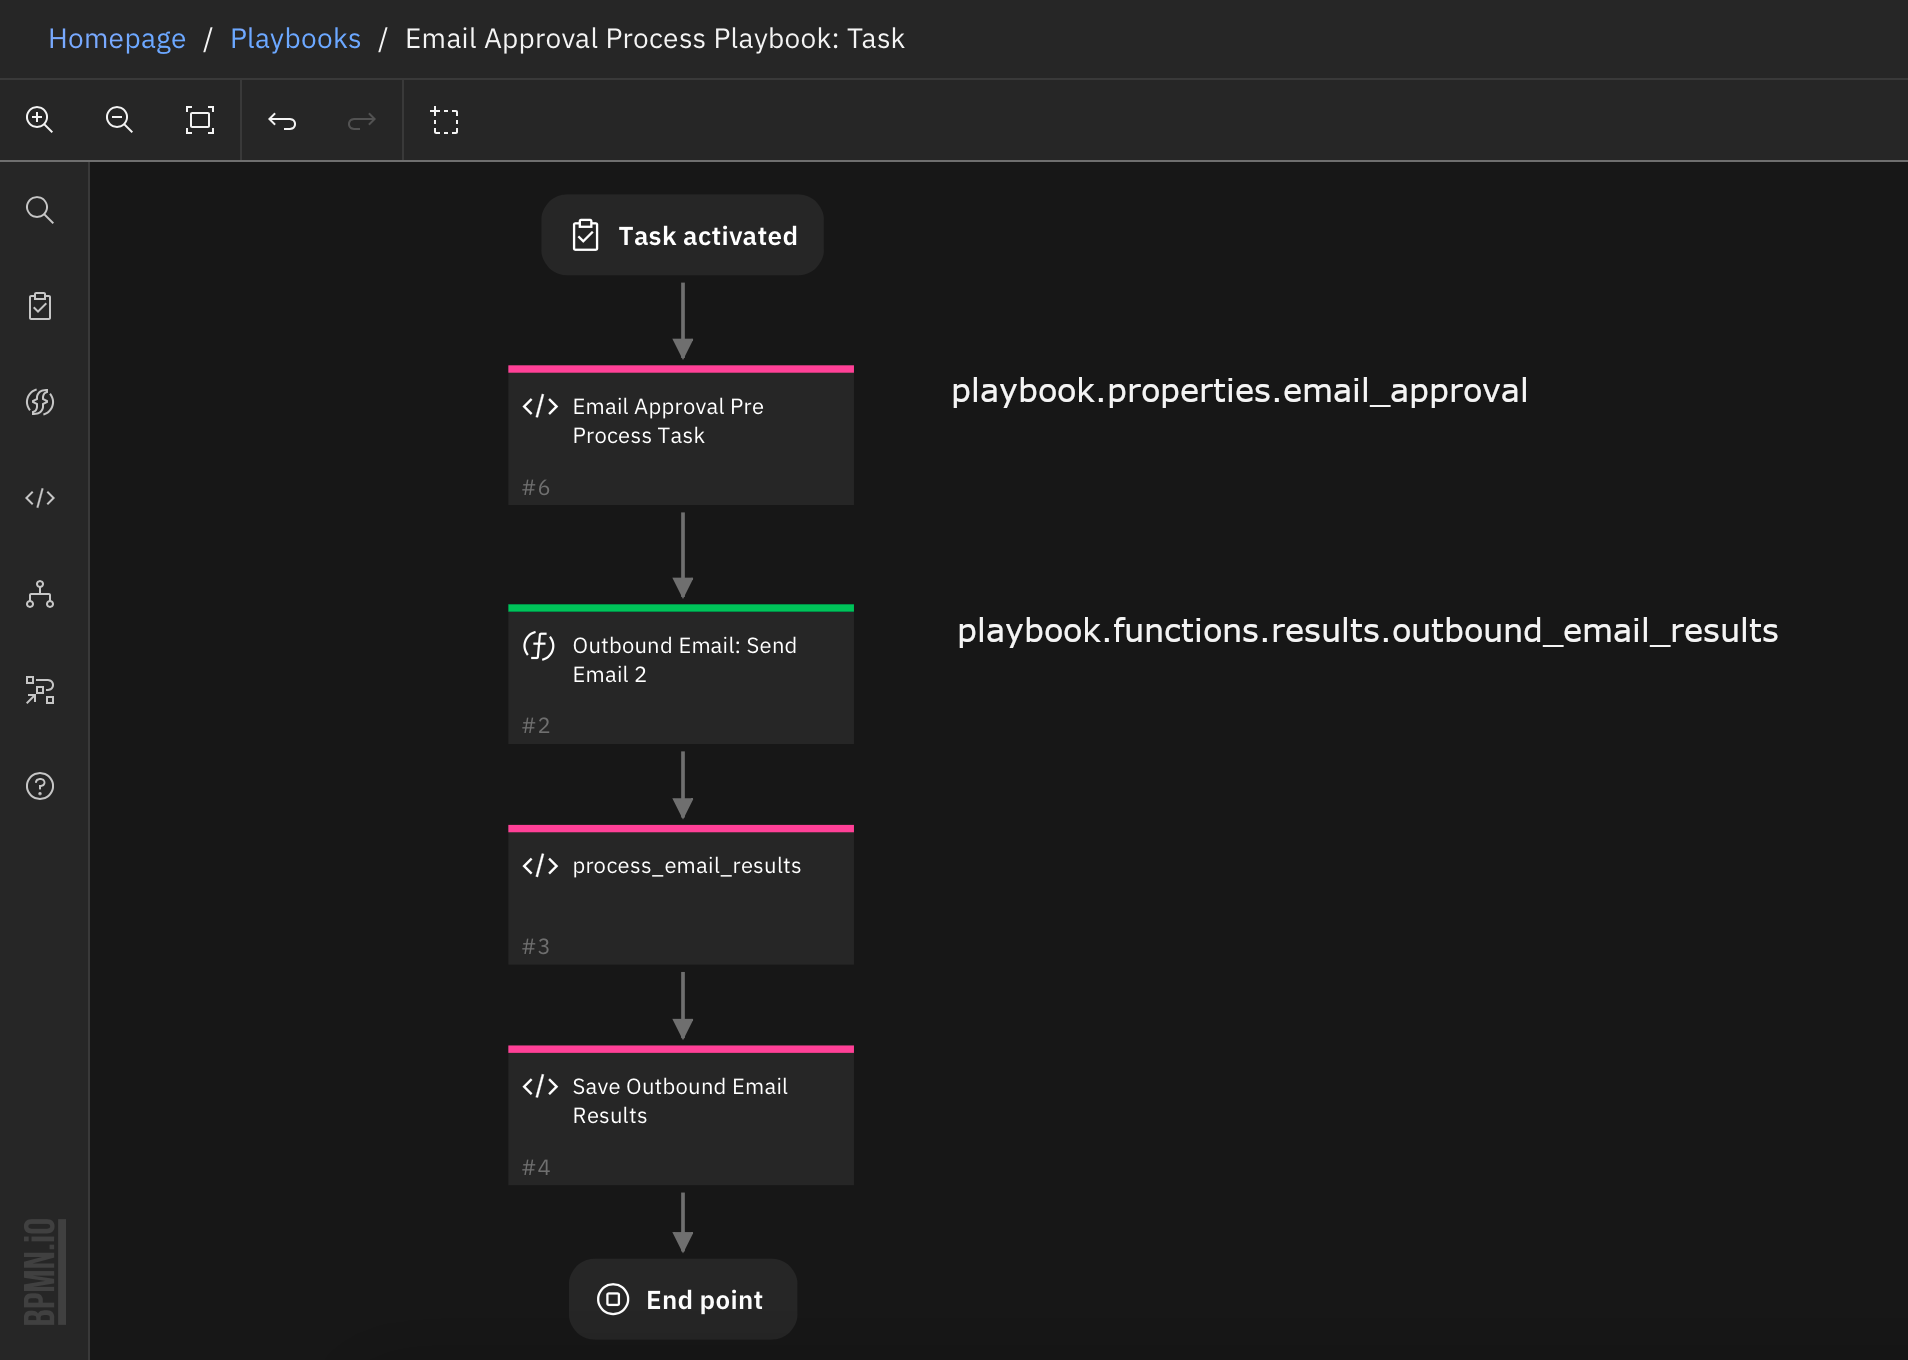 Homepage / Playbooks / Email Approval Process Playbook: Task
Task activated
Email Approval Pre
Process Task
#6
playbook.properties.email_approval
Outbound Email: Send
Email 2
#2
playbook.functions.results.outbound_email_results
process_email_results
#3
Save Outbound Email
Results
#4
End point
BPMN.iO